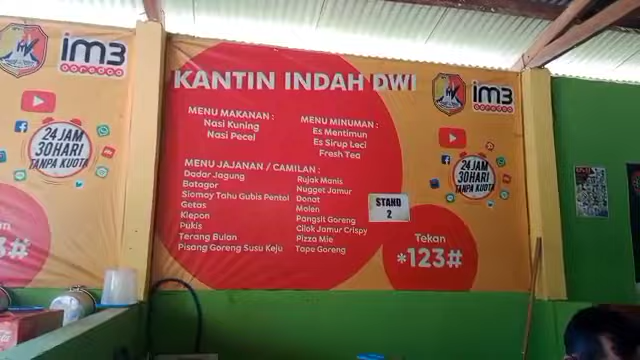 im3
ooredoo
24 JAM
30 HARI
TANPA KUOTA
3#
KANTIN INDAH DWI
MENU MAKANAN :
Nasi Kuning
Nasi Pecel
MENU MINUMAN :
Es Mentimun
Es Sirup Leci
Fresh Tea
MENU JAJANAN / CAMILAN :
Dadar Jagung
Batagor
Siomay Tahu Gubis Pentol
Getas
Klepon
Pukis
Terang Bulan
Pisang Goreng Susu Keju
Rujak Manis
Nugget Jamur
Donat
Molen
Pangsit Goreng
Cilok Jamur Crispy
Pizza Mie
Tape Goreng
STAND
2
im3
ooredoo
24 JAM
30 HARI
TANPA KUOTA
Tekan
*123#